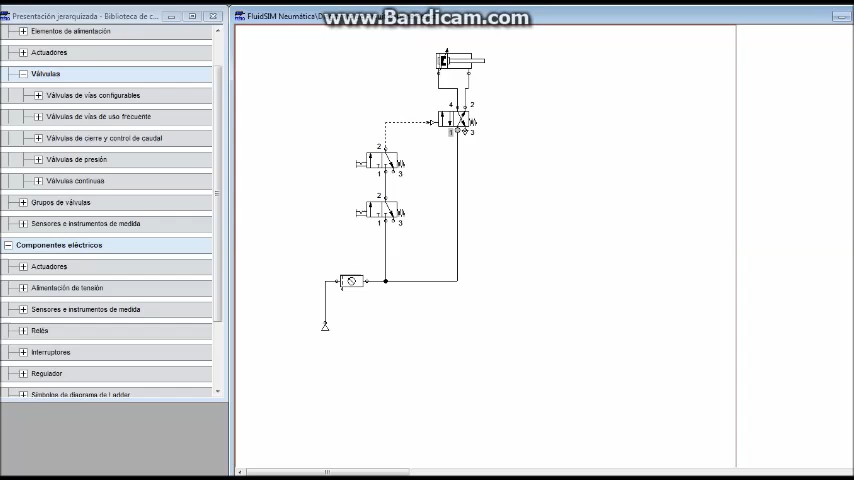 www.Bandicam.com
Presentación jerarquizada - Biblioteca de c...
FluidSIM Neumática\D
Elementos de alimentación
Actuadores
Válvulas
Válvulas de vías configurables
Válvulas de vías de uso frecuente
Válvulas de cierre y control de caudal
Válvulas de presión
Válvulas continuas
Grupos de válvulas
Sensores e instrumentos de medida
Componentes eléctricos
Actuadores
Alimentación de tensión
Sensores e instrumentos de medida
Relés
Interruptores
Regulador
Símbolos de diagrama de Ladder
4 2
1 3
2
1 3
2
1 3